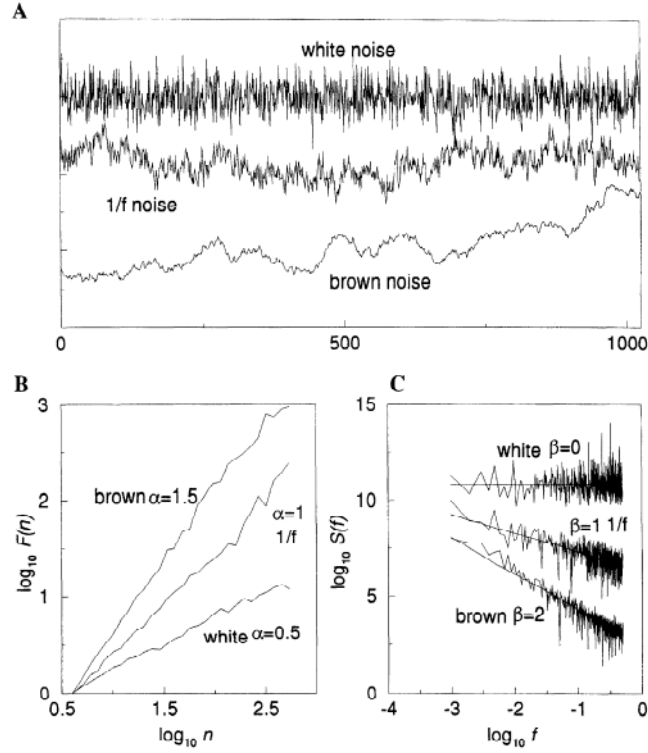 A
white noise
1/f noise
brown noise
0
500
1000
B
3
2
1
0
log10 F(n)
brown α=1.5
α=1
1/f
white α=0.5
0.5
1.5
2.5
log10 n
C
15
10
5
0
log10 S(f)
white β=0
β=1 1/f
brown β=2
-4
-3
-2
-1
0
log10 f